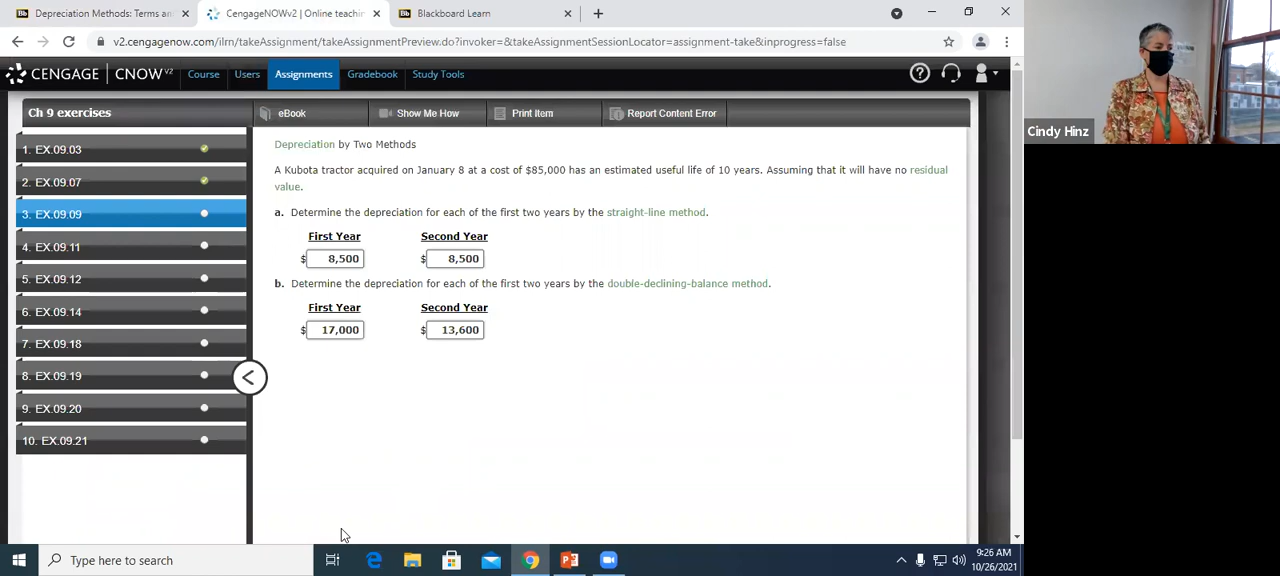 Depreciation Methods: Terms an
CengageNOWv2 | Online teachin
Blackboard Learn
v2.cengagenow.com/ilrn/takeAssignment/takeAssignmentPreview.do?invoker=&takeAssignmentSessionLocator=assignment-take&inprogress=false
CENGAGE | CNOWv2 Course Users Assignments Gradebook Study Tools
Ch 9 exercises
eBook Show Me How Print Item Report Content Error
1. EX.09.03
2. EX.09.07
3. EX.09.09
4. EX.09.11
5. EX.09.12
6. EX.09.14
7. EX.09.18
8. EX.09.19
9. EX.09.20
10. EX.09.21
Depreciation by Two Methods
A Kubota tractor acquired on January 8 at a cost of $85,000 has an estimated useful life of 10 years. Assuming that it will have no residual
value.
a. Determine the depreciation for each of the first two years by the straight-line method.
First Year Second Year
$ 8,500 $ 8,500
b. Determine the depreciation for each of the first two years by the double-declining-balance method.
First Year Second Year
$ 17,000 $ 13,600
Cindy Hinz
Type here to search
9:26 AM
10/26/2021